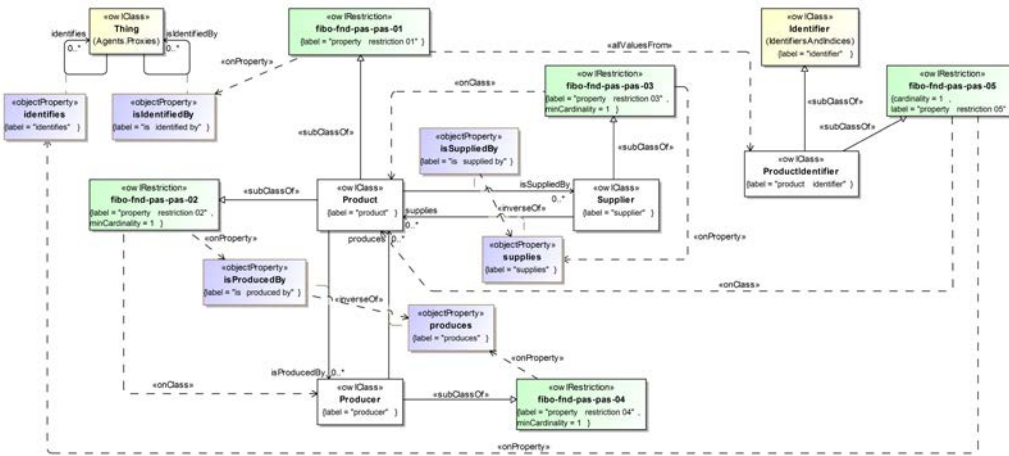 «owlClass»
Thing
(Agents.Proxies)
identifies
0..*
isIdentifiedBy
0..*
«owlRestriction»
fibo-fnd-pas-pas-01
{label = "property restriction 01" }
«owlClass»
Identifier
(IdentifiersAndIndices)
{label = "identifier" }
«allValuesFrom»
«onProperty»
«objectProperty»
identifies
{label = "identifies" }
«objectProperty»
isIdentifiedBy
{label = "is identified by" }
«onClass»
«owlRestriction»
fibo-fnd-pas-pas-03
{label = "property restriction 03" ,
minCardinality = 1 }
«owlRestriction»
fibo-fnd-pas-pas-05
{cardinality = 1 ,
label = "property restriction 05" }
«subClassOf»
«subClassOf»
«subClassOf»
«subClassOf»
«objectProperty»
isSuppliedBy
{label = "is supplied by" }
«owlClass»
ProductIdentifier
{label = "product identifier" }
«owlRestriction»
fibo-fnd-pas-pas-02
{label = "property restriction 02" ,
minCardinality = 1 }
«subClassOf»
«owlClass»
Product
{label = "product" }
isSuppliedBy
0..*
«owlClass»
Supplier
{label = "supplier" }
supplies
0..*
«inverseOf»
produces
0..*
«onProperty»
«onProperty»
«objectProperty»
supplies
{label = "supplies" }
«objectProperty»
isProducedBy
{label = "is produced by" }
«onClass»
«inverseOf»
«objectProperty»
produces
{label = "produces" }
«onProperty»
isProducedBy
0..*
«onClass»
«owlClass»
Producer
{label = "producer" }
«subClassOf»
«owlRestriction»
fibo-fnd-pas-pas-04
{label = "property restriction 04" ,
minCardinality = 1 }
«onProperty»